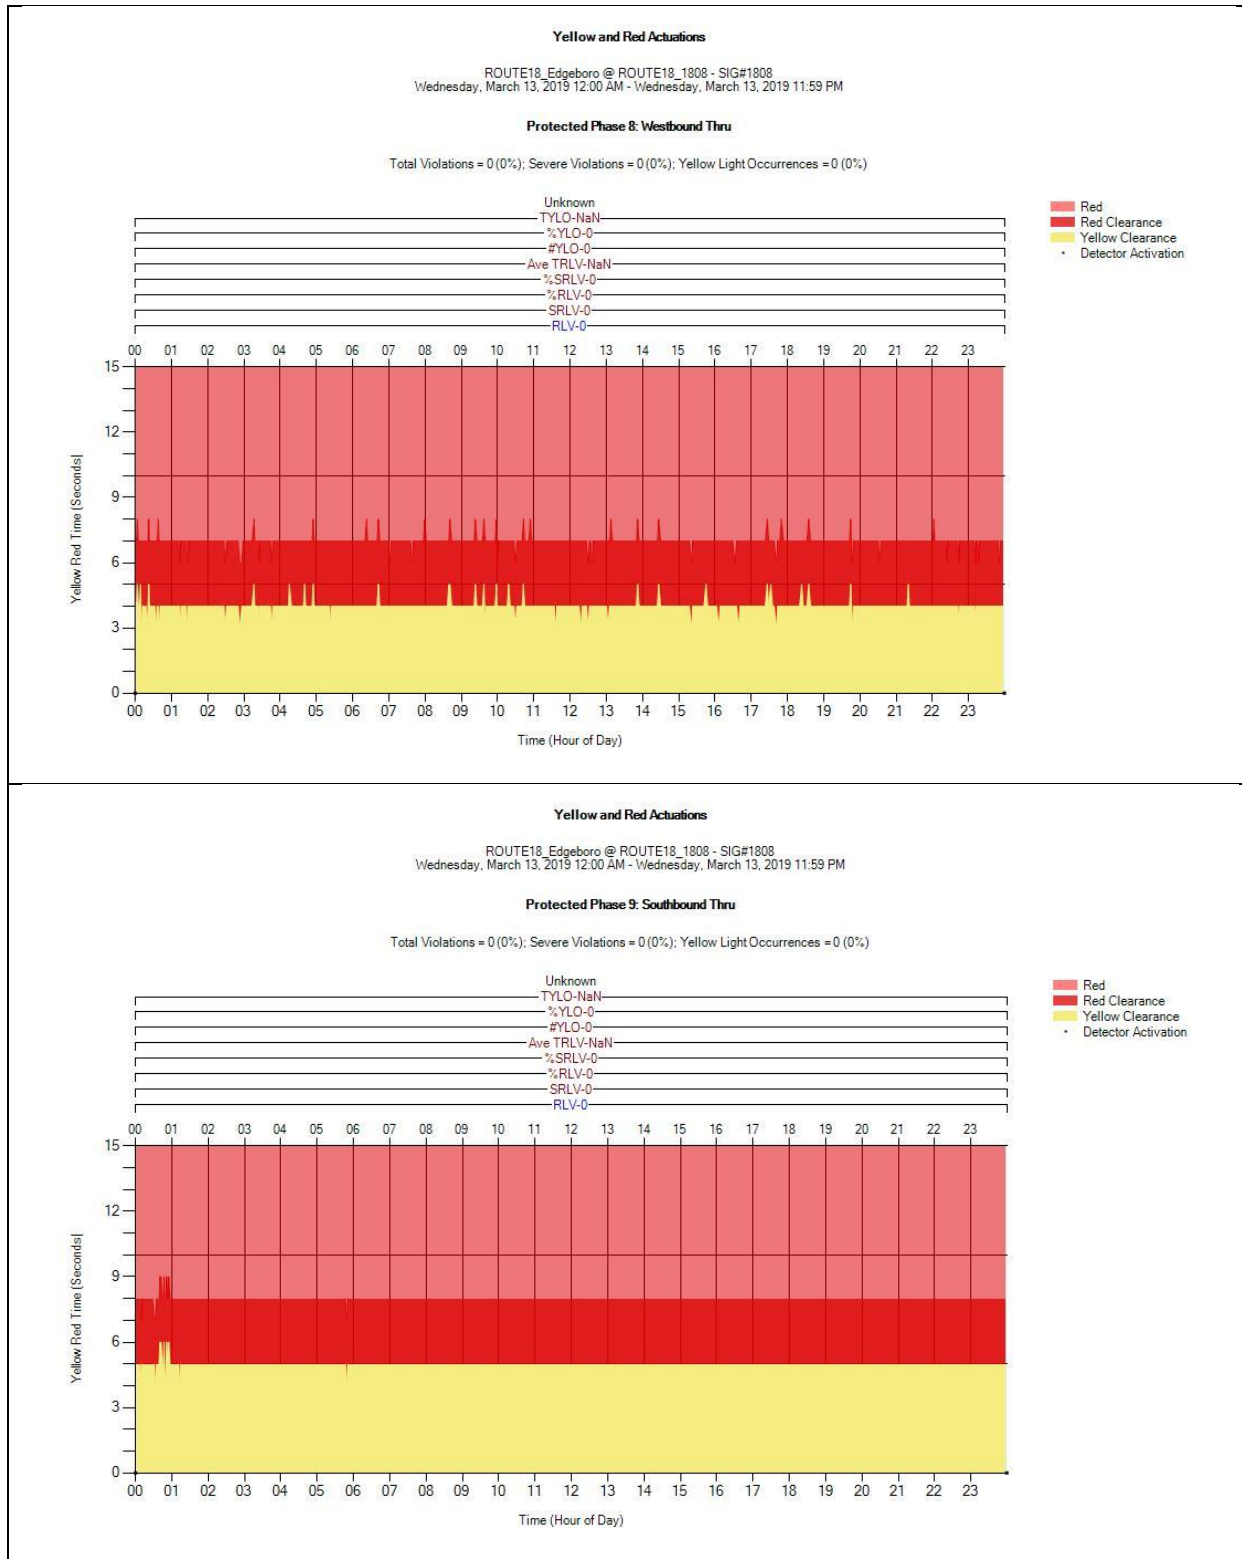 Yellow and Red Actuations
ROUTE18_Edgeboro @ ROUTE18_1808 - SIG#1808
Wednesday, March 13, 2019 12:00 AM - Wednesday, March 13, 2019 11:59 PM
Protected Phase 8: Westbound Thru
Total Violations = 0 (0%); Severe Violations = 0 (0%); Yellow Light Occurrences = 0 (0%)
Unknown
TYLO-NaN
%YLO-0
#YLO-0
Ave TRLV-NaN
%SRLV-0
%RLV-0
SRLV-0
RLV-0
Red
Red Clearance
Yellow Clearance
Detector Activation
00 01 02 03 04 05 06 07 08 09 10 11 12 13 14 15 16 17 18 19 20 21 22 23
15
12
9
6
3
0
Yellow Red Time (Seconds)
00 01 02 03 04 05 06 07 08 09 10 11 12 13 14 15 16 17 18 19 20 21 22 23
Time (Hour of Day)
Yellow and Red Actuations
ROUTE18_Edgeboro @ ROUTE18_1808 - SIG#1808
Wednesday, March 13, 2019 12:00 AM - Wednesday, March 13, 2019 11:59 PM
Protected Phase 9: Southbound Thru
Total Violations = 0 (0%); Severe Violations = 0 (0%); Yellow Light Occurrences = 0 (0%)
Unknown
TYLO-NaN
%YLO-0
#YLO-0
Ave TRLV-NaN
%SRLV-0
%RLV-0
SRLV-0
RLV-0
Red
Red Clearance
Yellow Clearance
Detector Activation
00 01 02 03 04 05 06 07 08 09 10 11 12 13 14 15 16 17 18 19 20 21 22 23
15
12
9
6
3
0
Yellow Red Time (Seconds)
00 01 02 03 04 05 06 07 08 09 10 11 12 13 14 15 16 17 18 19 20 21 22 23
Time (Hour of Day)